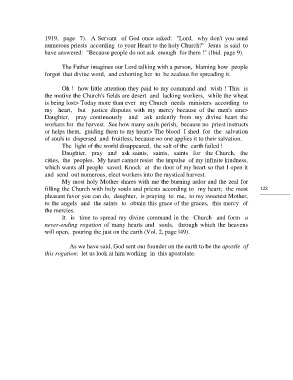 1919, page 7). A Servant of God once asked: "Lord, why don't you send
numerous priests according to your Heart to the holy Church?" Jesus is said to
have answered: "Because people do not ask enough for them !" (Ibid, page 9).
The Father imagines our Lord talking with a person, blaming how people
forgot that divine word, and exhorting her to be zealous for spreading it.
Oh ! how little attention they paid to my command and wish ! This is
the motive the Church's fields are desert and lacking workers, while the wheat
is being lost> Today more than ever my Church needs ministers according to
my heart, but justice disputes with my mercy because of the men's ansi>
Daughter, pray continuously and ask ardently from my divine heart the
workers for the harvest. See how many souls perish, because no priest instructs
or helps them, guiding them to my heart> The blood I shed for the salvation
of souls is dispersed and fruitless, because no one applies it to their salvation.
The light of the world disappeared, the salt of the earth failed !
Daughter, pray and ask saints, saints, saints for the Church, the
cities, the peoples. My heart cannot resist the impulse of my infinite kindness,
which wants all people saved. Knock; at the door of my heart so that I open it
and send out numerous, elect workers into the mystical harvest.
My most holy Mother shares with me the burning ardor and the zeal for
filling the Church with holy souls and priests according to my heart; the most
pleasant favor you can do, daughter, is praying to me, to my sweetest Mother,
to the angels and the saints to obtain this grace of the graces, this mercy of
the mercies.
It is time to spread my divine command in the Church and form a
never-ending rogation of many hearts and souls, through which the heavens
will open, pouring the just on the earth (Vol. 2, page 149).
As we have said, God sent our founder on the earth to be the apostle of
this rogation: let us look at him working in this apostolate.
128